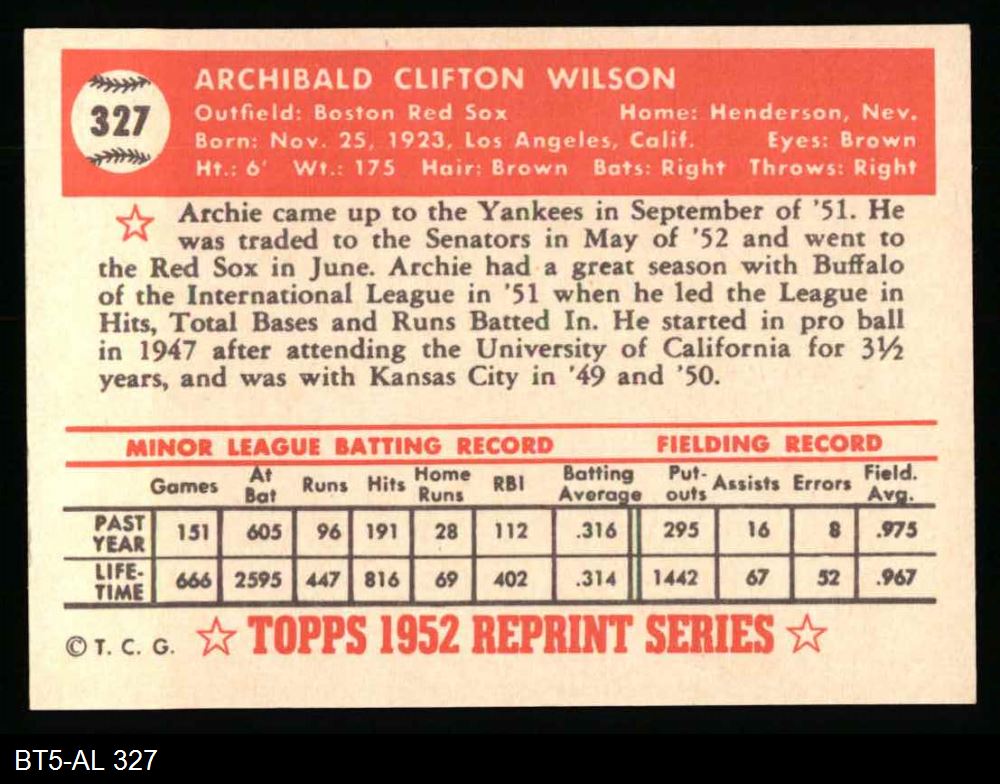 327
ARCHIBALD CLIFTON WILSON
Outfield: Boston Red Sox Home: Henderson, Nev.
Born: Nov. 25, 1923, Los Angeles, Calif. Eyes: Brown
Ht.: 6' Wt.: 175 Hair: Brown Bats: Right Throws: Right
Archie came up to the Yankees in September of '51. He
was traded to the Senators in May of '52 and went to
the Red Sox in June. Archie had a great season with Buffalo
of the International League in '51 when he led the League in
Hits, Total Bases and Runs Batted In. He started in pro ball
in 1947 after attending the University of California for 3½
years, and was with Kansas City in '49 and '50.
MINOR LEAGUE BATTING RECORD FIELDING RECORD
Games At Bat Runs Hits Home Runs RBI Batting Average Put-outs Assists Errors Field. Avg.
PAST YEAR 151 605 96 191 28 112 .316 295 16 8 .975
LIFE-TIME 666 2595 447 816 69 402 .314 1442 67 52 .967
© T. C. G. TOPPS 1952 REPRINT SERIES
BT5-AL 327